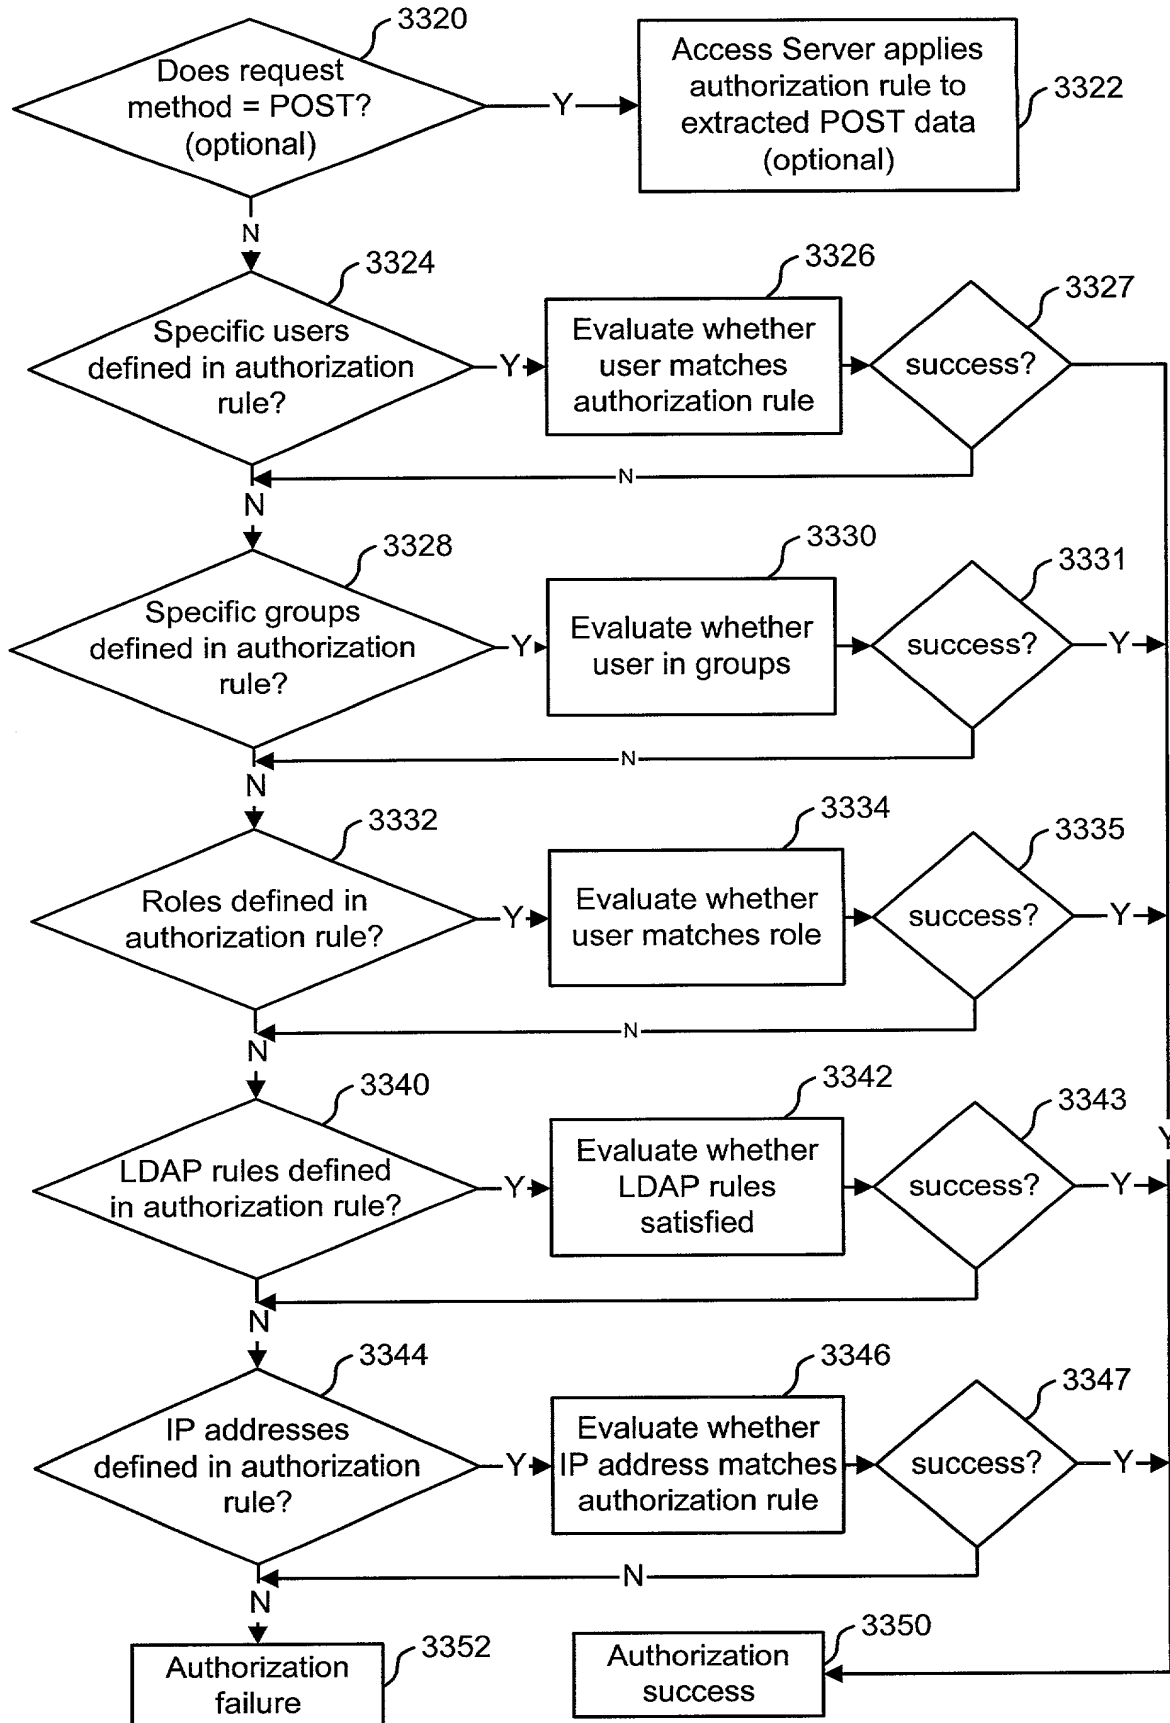 3320
Does request
method = POST?
(optional)
Y
Access Server applies
authorization rule to
extracted POST data
(optional)
3322
N
3324
Specific users
defined in authorization
rule?
Y
3326
Evaluate whether
user matches
authorization rule
3327
success?
N
N
3328
Specific groups
defined in authorization
rule?
Y
3330
Evaluate whether
user in groups
3331
success?
Y
N
N
3332
Roles defined in
authorization rule?
Y
3334
Evaluate whether
user matches role
3335
success?
Y
N
N
3340
LDAP rules defined
in authorization rule?
Y
3342
Evaluate whether
LDAP rules
satisfied
3343
success?
Y
Y
N
3344
IP addresses
defined in authorization
rule?
Y
3346
Evaluate whether
IP address matches
authorization rule
3347
success?
Y
N
N
3352
Authorization
failure
3350
Authorization
success